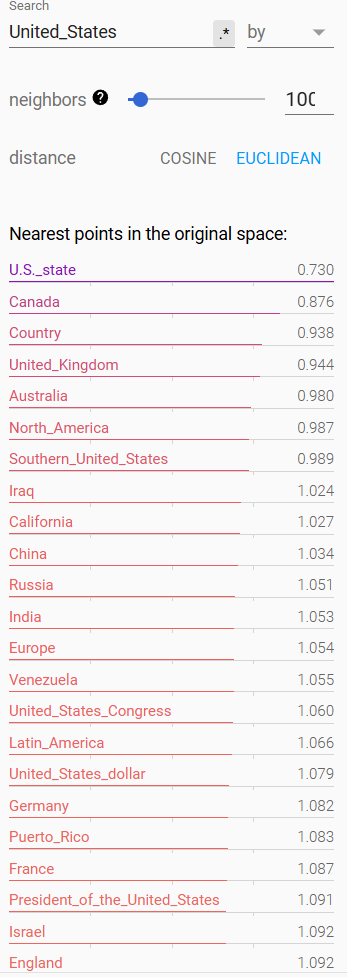 Search
United_States .* by
neighbors ? 100
distance COSINE EUCLIDEAN
Nearest points in the original space:
U.S._state 0.730
Canada 0.876
Country 0.938
United_Kingdom 0.944
Australia 0.980
North_America 0.987
Southern_United_States 0.989
Iraq 1.024
California 1.027
China 1.034
Russia 1.051
India 1.053
Europe 1.054
Venezuela 1.055
United_States_Congress 1.060
Latin_America 1.066
United_States_dollar 1.079
Germany 1.082
Puerto_Rico 1.083
France 1.087
President_of_the_United_States 1.091
Israel 1.092
England 1.092